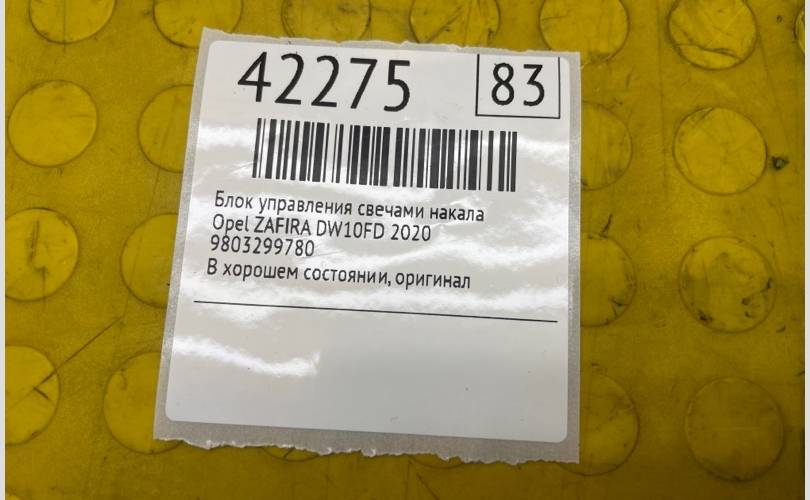 42275 83
Блок управления свечами накала
Opel ZAFIRA DW10FD 2020
9803299780
В хорошем состоянии, оригинал